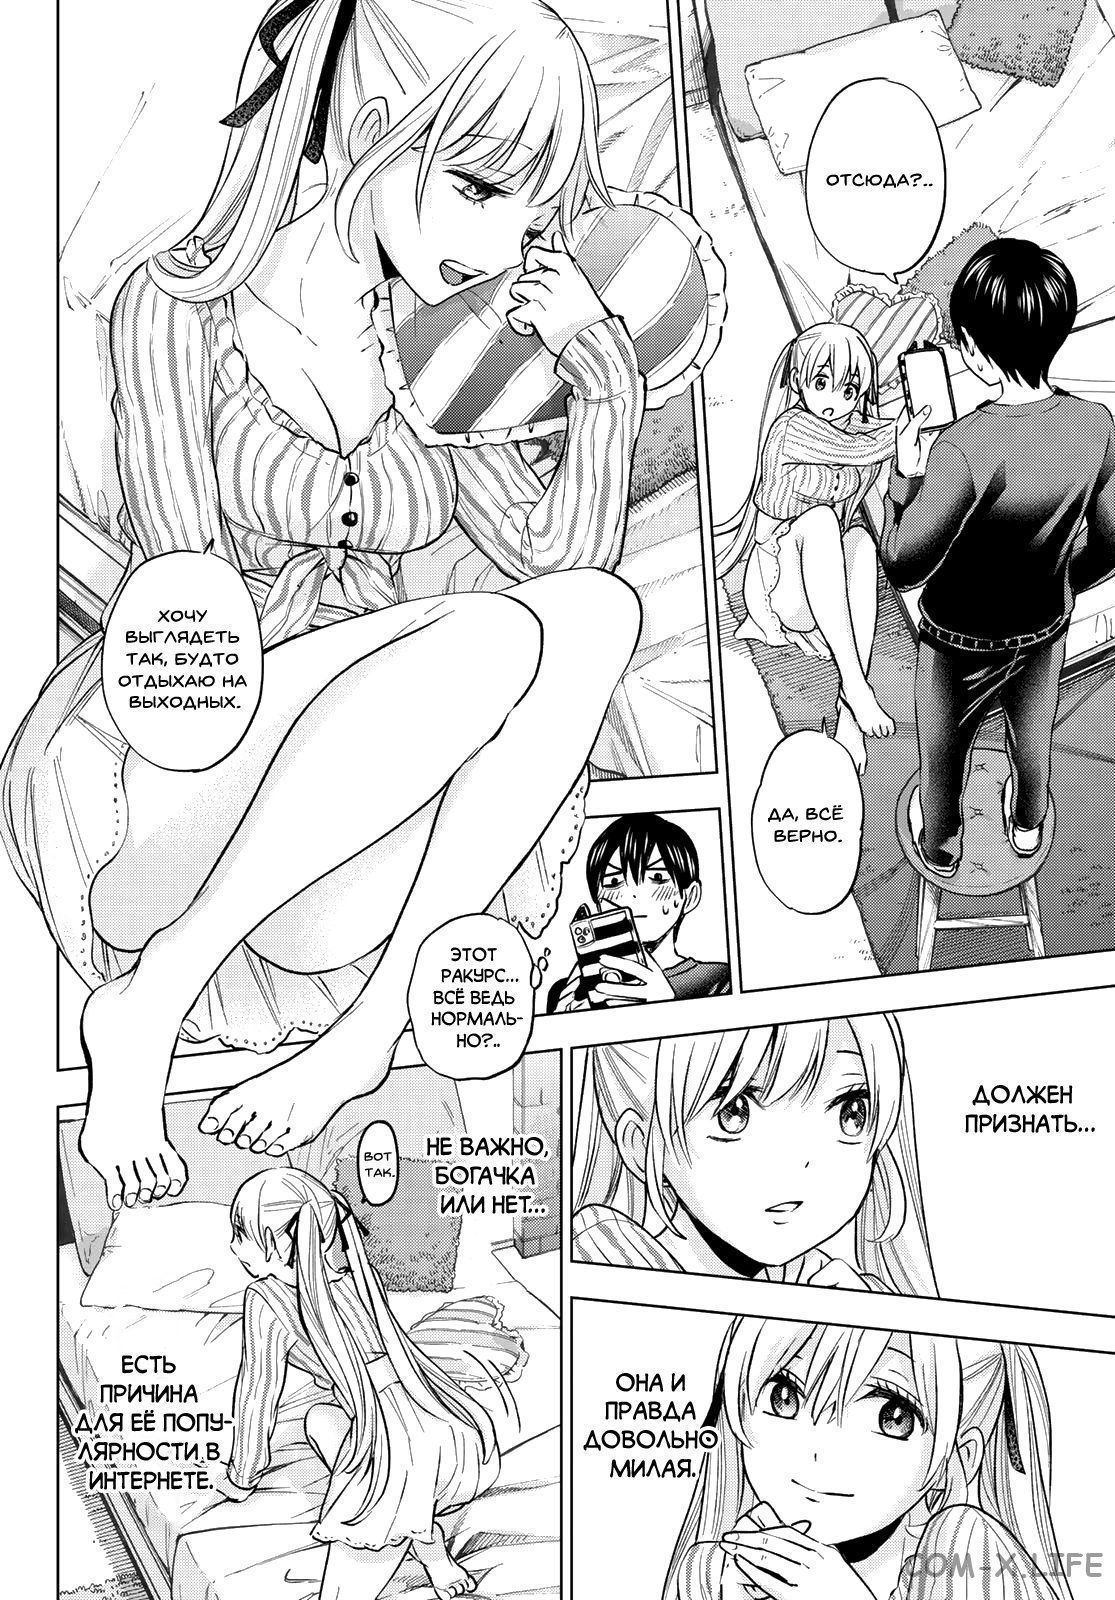 ОТСЮДА?..
ДА, ВСЁ
ВЕРНО.
ХОЧУ
ВЫГЛЯДЕТЬ
ТАК, БУДТО
ОТДЫХАЮ НА
ВЫХОДНЫХ.
ЭТОТ
РАКУРС...
ВСЁ ВЕДЬ
НОРМАЛЬ-
НО?..
ДОЛЖЕН
ПРИЗНАТЬ...
ОНА И
ПРАВДА
ДОВОЛЬНО
МИЛАЯ.
ВОТ
ТАК.
НЕ ВАЖНО,
БОГАЧКА
ИЛИ НЕТ...
ЕСТЬ
ПРИЧИНА
ДЛЯ ЕЁ ПОПУ-
ЛЯРНОСТИ В
ИНТЕРНЕТЕ.
COM-X.LIFE